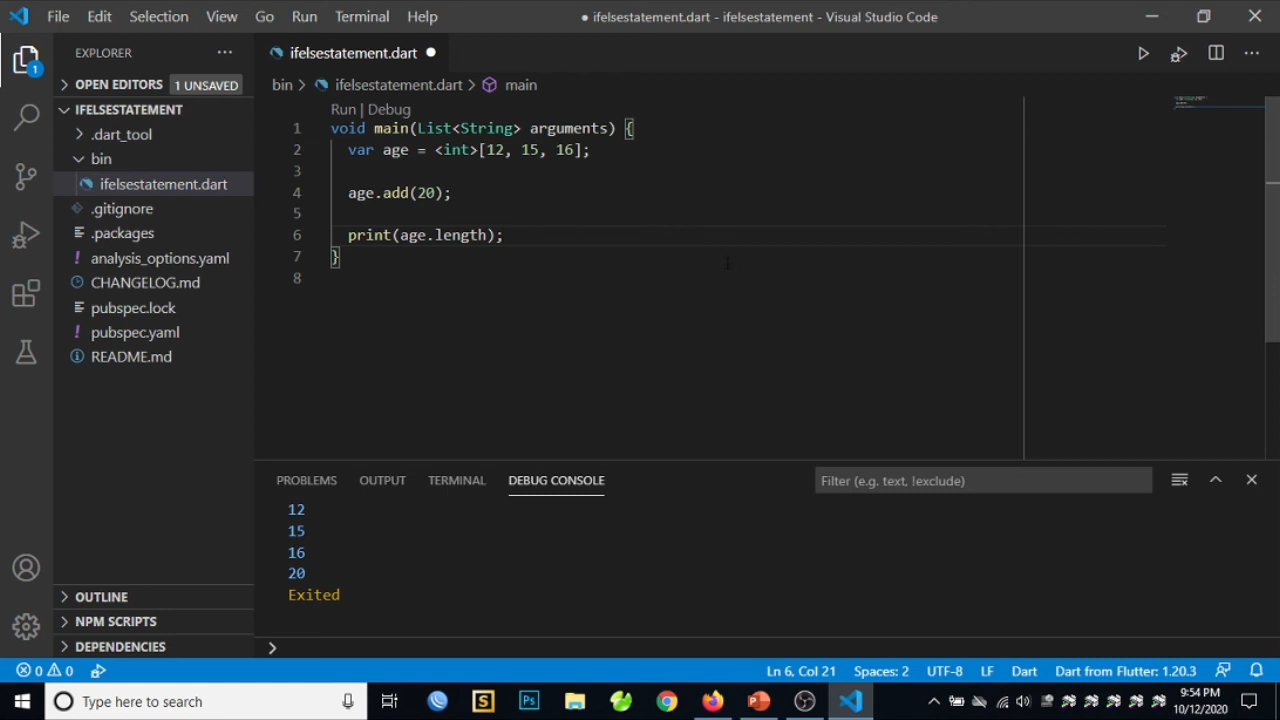 File Edit Selection View Go Run Terminal Help ● ifelsestatement.dart - ifelsestatement - Visual Studio Code
EXPLORER
1
OPEN EDITORS 1 UNSAVED
IFELSESTATEMENT
.dart_tool
bin
ifelsestatement.dart
.gitignore
.packages
analysis_options.yaml
CHANGELOG.md
pubspec.lock
pubspec.yaml
README.md
OUTLINE
NPM SCRIPTS
DEPENDENCIES
ifelsestatement.dart
bin > ifelsestatement.dart > main
Run | Debug
1 void main(List<String> arguments) {
2 var age = <int>[12, 15, 16];
3
4 age.add(20);
5
6 print(age.length);
7 }
8
PROBLEMS OUTPUT TERMINAL DEBUG CONSOLE Filter (e.g. text, !exclude)
12
15
16
20
Exited
0 0 Ln 6, Col 21 Spaces: 2 UTF-8 LF Dart Dart from Flutter: 1.20.3
Type here to search
S
Ps
9:54 PM
10/12/2020